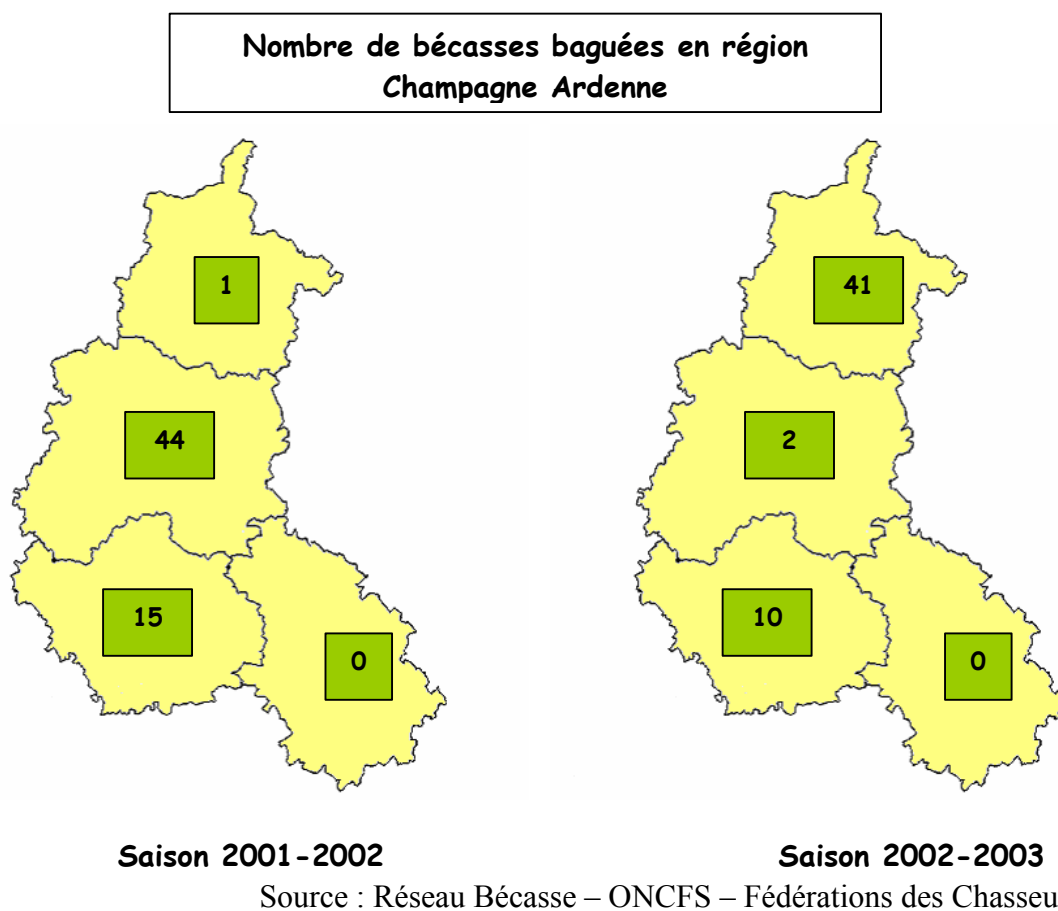 Nombre de bécasses baguées en région
Champagne Ardenne
1
41
44
2
15
10
0
0
Saison 2001-2002
Saison 2002-2003
Source : Réseau Bécasse – ONCFS – Fédérations des Chasseu